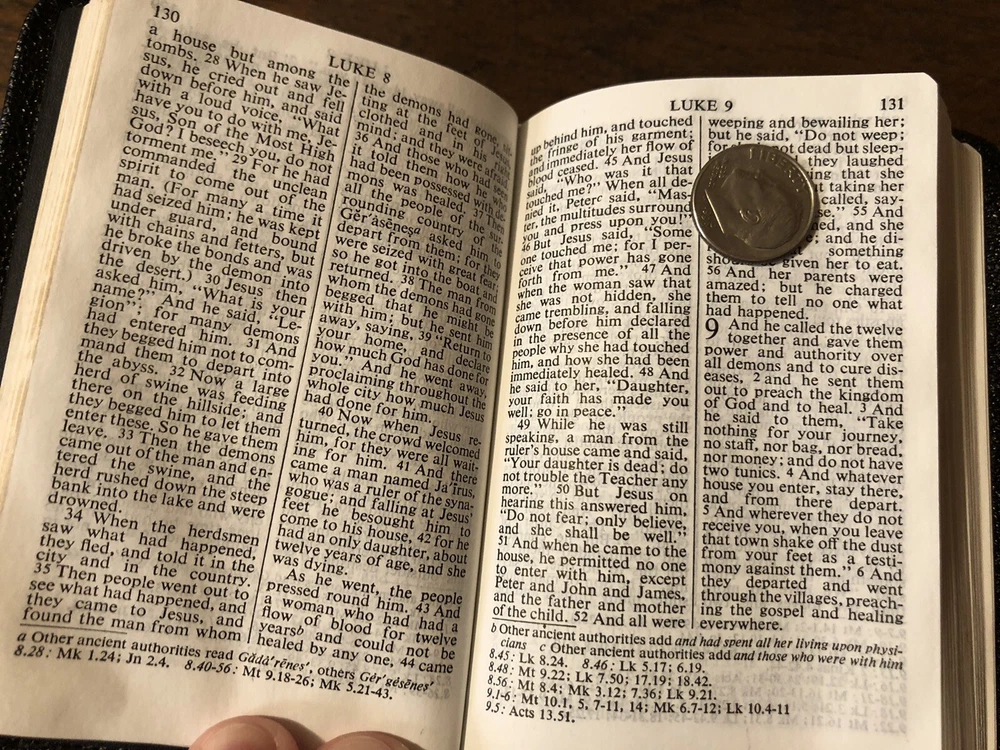 130
LUKE 8
a house but among the
tombs. 28 When he saw Je-
sus, he cried out and fell
down before him, and said
with a loud voice, "What
have you to do with me, Je-
sus, Son of the Most High
God? I beseech you, do not
torment me." 29 For he had
commanded the unclean
spirit to come out of the
man. (For many a time it
had seized him; he was kept
under guard, and bound
with chains and fetters, but
he broke the bonds and was
driven by the demon into
the desert.) 30 Jesus then
asked him, "What is your
name?" And he said, "Le-
gion"; for many demons
had entered him. 31 And
they begged him not to com-
mand them to depart into
the abyss. 32 Now a large
herd of swine was feeding
there on the hillside; and
they begged him to let them
enter these. So he gave them
leave. 33 Then the demons
came out of the man and en-
tered the swine, and the
herd rushed down the steep
bank into the lake and were
drowned.
34 When the herdsmen
saw what had happened,
they fled, and told it in the
city and in the country.
35 Then people went out to
see what had happened, and
they came to Jesus, and
found the man from whom
the demons had gone, sit-
ting at the feet of Jesus,
clothed and in his right
mind; and they were afraid.
36 And those who had seen
it told them how he who
had been possessed with de-
mons was healed. 37 Then
all the people of the sur-
rounding country of the
Gĕr´ăsēneṣa asked him to
depart from them; for they
were seized with great fear;
so he got into the boat and
returned. 38 The man from
whom the demons had gone
begged that he might be
with him; but he sent him
away, saying, 39 "Return to
your home, and declare
how much God has done for
you." And he went away,
proclaiming throughout the
whole city how much Jesus
had done for him.
40 Now when Jesus re-
turned, the crowd welcomed
him, for they were all wait-
ing for him. 41 And there
came a man named Ja´irus,
who was a ruler of the syna-
gogue; and falling at Jesus'
feet he besought him to
come to his house, 42 for he
had an only daughter, about
twelve years of age, and she
was dying.
As he went, the people
pressed round him. 43 And
a woman who had had a
flow of blood for twelve
yearsb and could not be
healed by any one, 44 came
a Other ancient authorities read Găd´ȧ´rēneṣ´, others Gĕr´gĕsēneṣ´
8.28: Mk 1.24; Jn 2.4. 8.40-56: Mt 9.18-26; Mk 5.21-43.
LUKE 9
131
up behind him, and touched
the fringe of his garment;
and immediately her flow of
blood ceased. 45 And Jesus
said, "Who was it that
touched me?" When all de-
nied it, Peterc said, "Mas-
ter, the multitudes surround
you and press upon you!"
46 But Jesus said, "Some
one touched me; for I per-
ceive that power has gone
forth from me." 47 And
when the woman saw that
she was not hidden, she
came trembling, and falling
down before him declared
in the presence of all the
people why she had touched
him, and how she had been
immediately healed. 48 And
he said to her, "Daughter,
your faith has made you
well; go in peace."
49 While he was still
speaking, a man from the
ruler's house came and said,
"Your daughter is dead; do
not trouble the Teacher any
more." 50 But Jesus on
hearing this answered him,
"Do not fear; only believe,
and she shall be well."
51 And when he came to the
house, he permitted no one
to enter with him, except
Peter and John and James,
and the father and mother
of the child. 52 And all were
weeping and bewailing her;
but he said, "Do not weep;
for not dead but sleep-
they laughed
ing that she
taking her
called, say-
55 And
and she
and he di-
something
given her to eat.
56 And her parents were
amazed; but he charged
them to tell no one what
had happened.
9 And he called the twelve
together and gave them
power and authority over
all demons and to cure dis-
eases, 2 and he sent them
out to preach the kingdom
of God and to heal. 3 And
he said to them, "Take
nothing for your journey,
no staff, nor bag, nor bread,
nor money; and do not have
two tunics. 4 And whatever
house you enter, stay there,
and from there depart.
5 And wherever they do not
receive you, when you leave
that town shake off the dust
from your feet as a testi-
mony against them." 6 And
they departed and went
through the villages, preach-
ing the gospel and healing
everywhere.
b Other ancient authorities add and had spent all her living upon physi-
cians c Other ancient authorities add and those who were with him
8.45: Lk 8.24. 8.46: Lk 5.17; 6.19.
8.48: Mt 9.22; Lk 7.50; 17.19; 18.42.
8.56: Mt 8.4; Mk 3.12; 7.36; Lk 9.21.
9.1-6: Mt 10.1, 5, 7-11, 14; Mk 6.7-12; Lk 10.4-11
9.5: Acts 13.51.